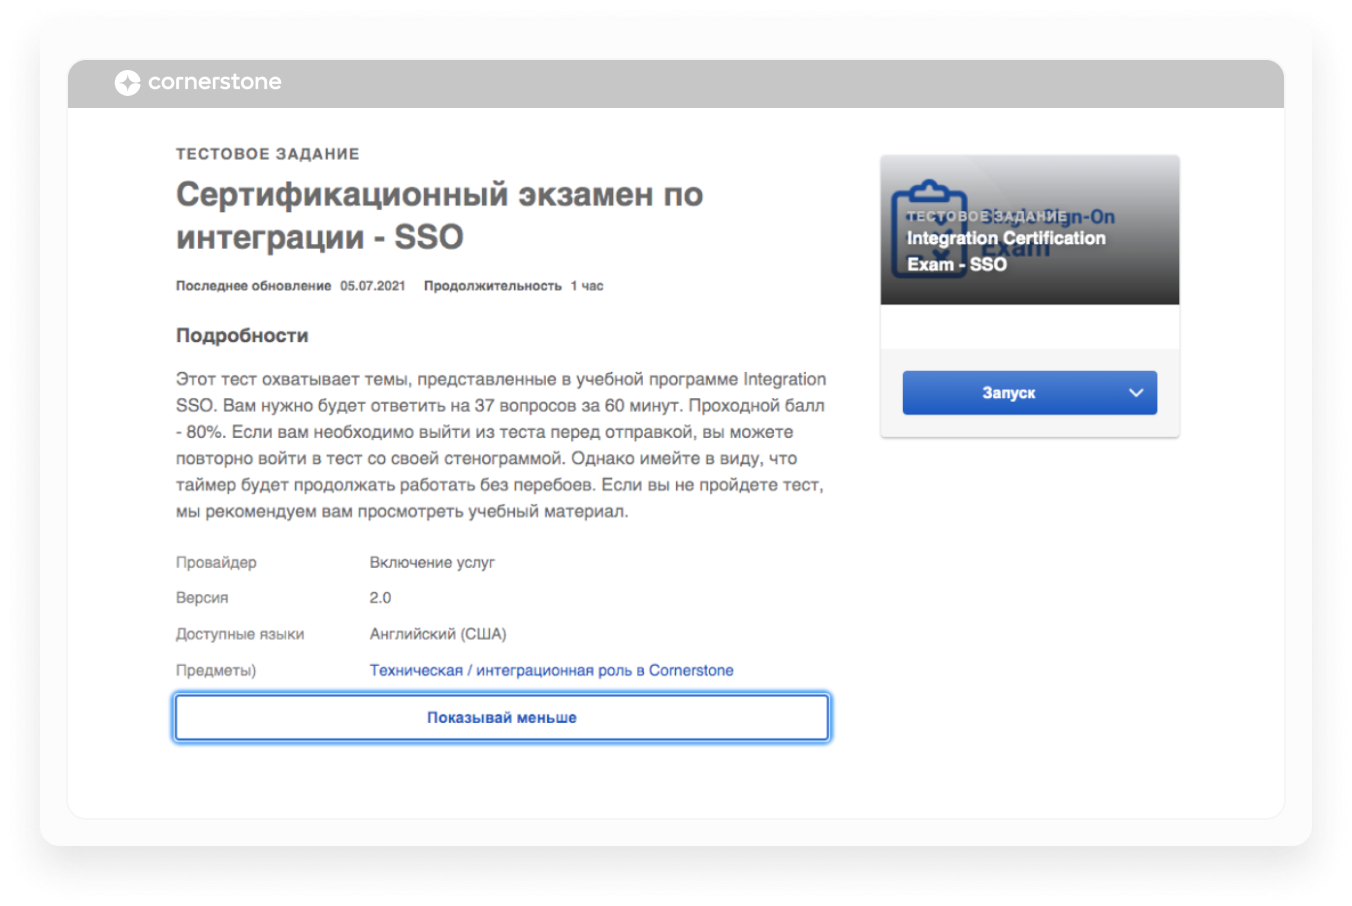 cornerstone
ТЕСТОВОЕ ЗАДАНИЕ
Сертификационный экзамен по
интеграции - SSO
Последнее обновление 05.07.2021 Продолжительность 1 час
Подробности
Этот тест охватывает темы, представленные в учебной программе Integration
SSO. Вам нужно будет ответить на 37 вопросов за 60 минут. Проходной балл
- 80%. Если вам необходимо выйти из теста перед отправкой, вы можете
повторно войти в тест со своей стенограммой. Однако имейте в виду, что
таймер будет продолжать работать без перебоев. Если вы не пройдете тест,
мы рекомендуем вам просмотреть учебный материал.
Провайдер Включение услуг
Версия 2.0
Доступные языки Английский (США)
Предметы) Техническая / интеграционная роль в Cornerstone
Показывай меньше
ТЕСТОВОЕ ЗАДАНИЕ
Single Sign-On
Exam
Integration Certification
Exam - SSO
Запуск